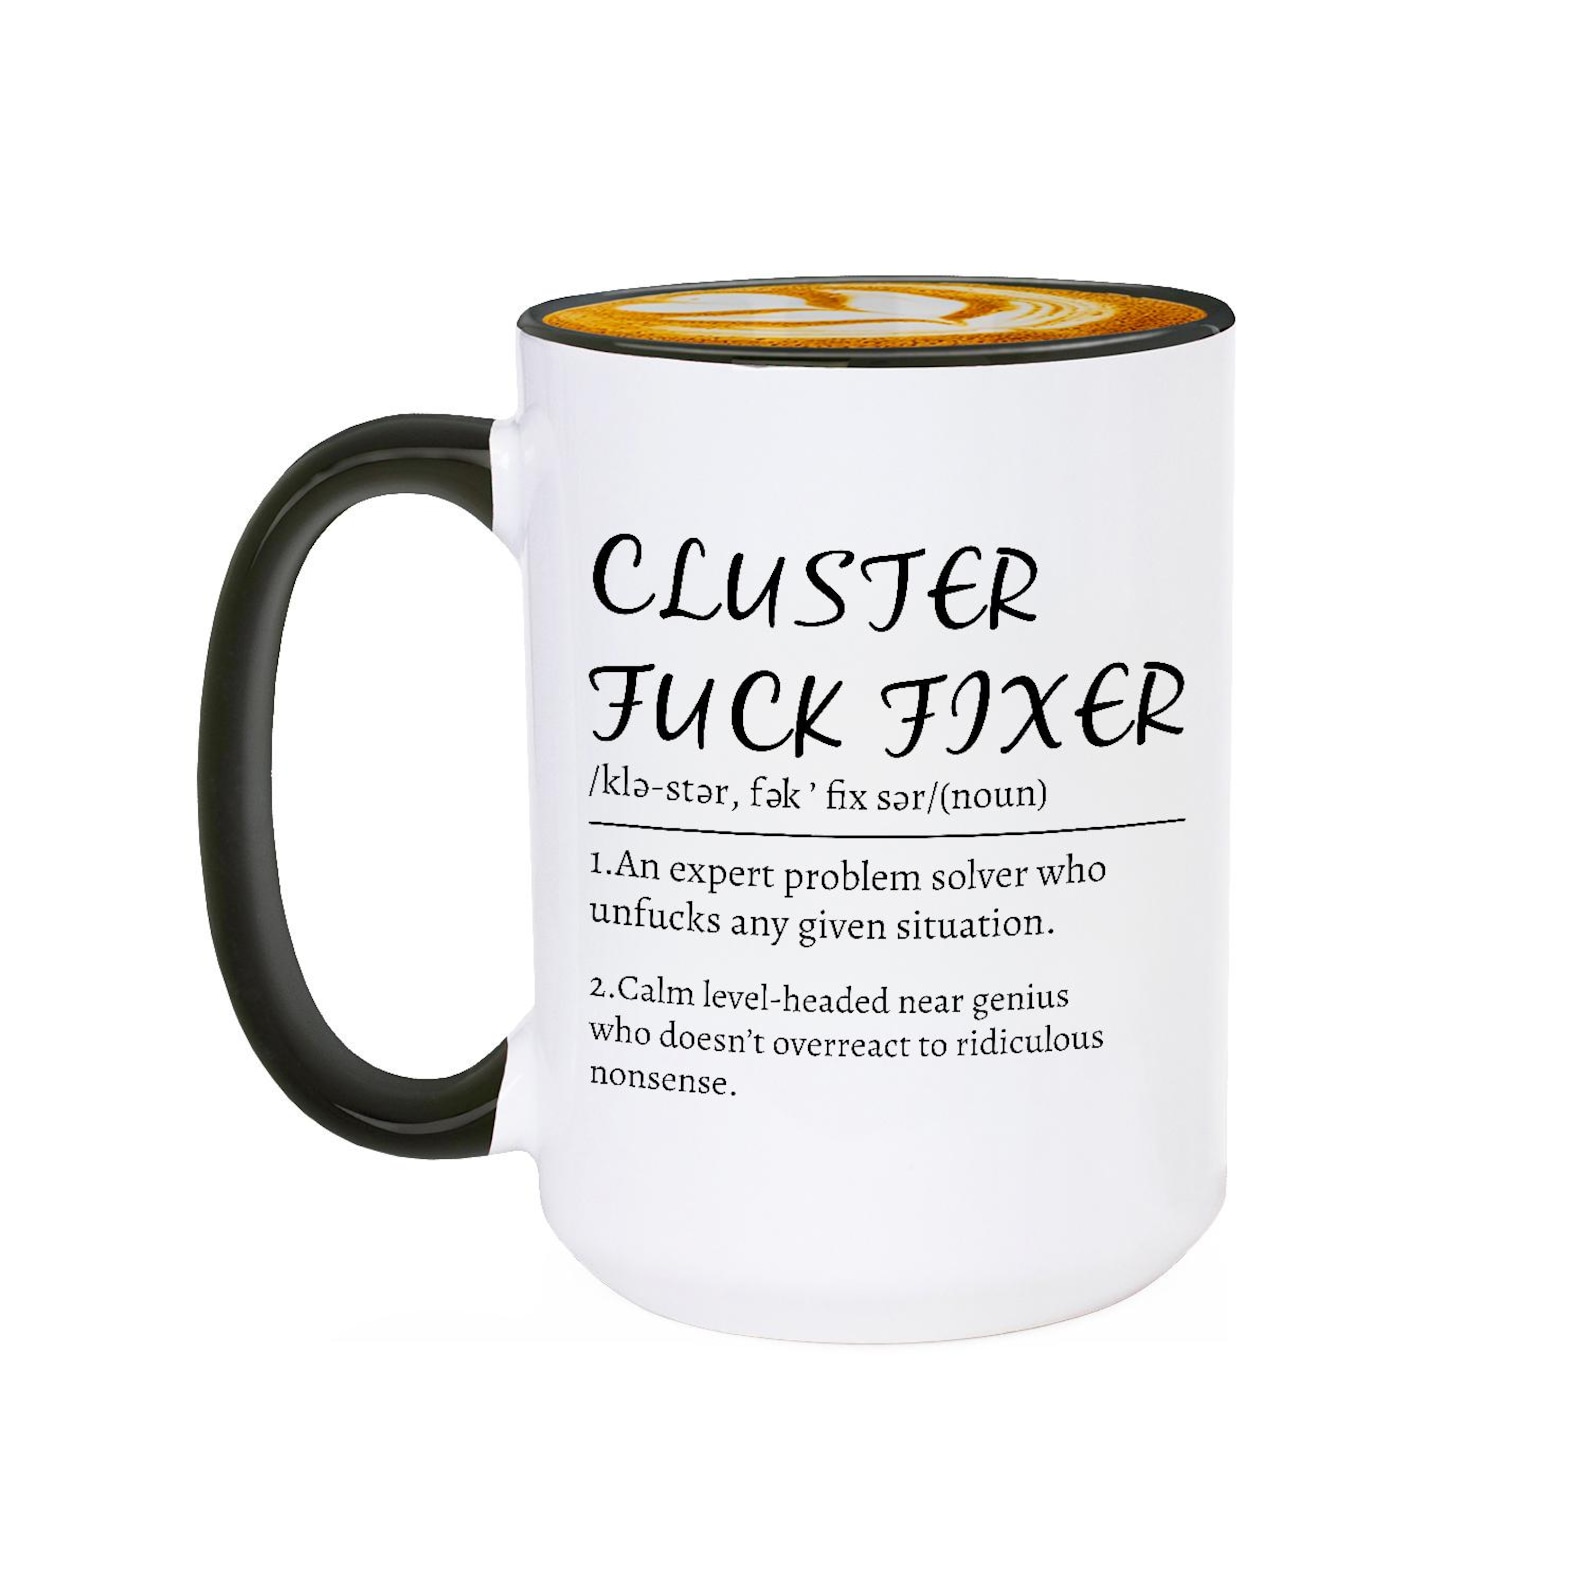 CLUSTER
FUCK FIXER
/klə-stər, fək ’ fix sər/(noun)
1.An expert problem solver who
unfucks any given situation.
2.Calm level-headed near genius
who doesn’t overreact to ridiculous
nonsense.